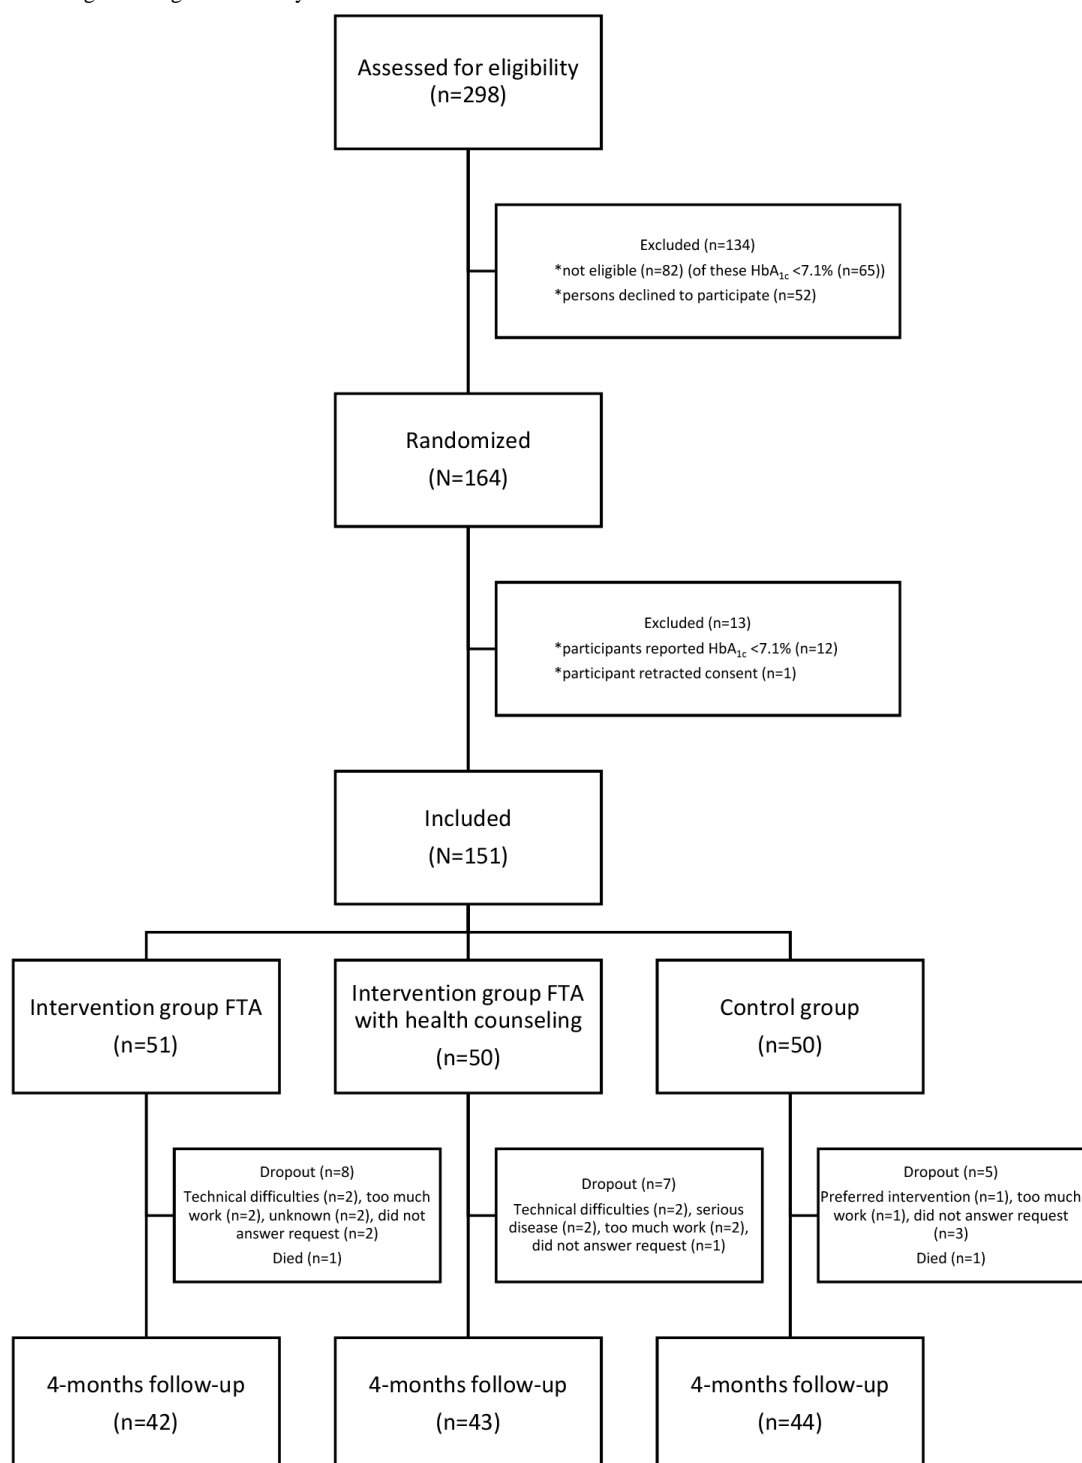 Assessed for eligibility
(n=298)
Excluded (n=134)
*not eligible (n=82) (of these HbA1c <7.1% (n=65))
*persons declined to participate (n=52)
Randomized
(N=164)
Excluded (n=13)
*participants reported HbA1c <7.1% (n=12)
*participant retracted consent (n=1)
Included
(N=151)
Intervention group FTA
(n=51)
Intervention group FTA
with health counseling
(n=50)
Control group
(n=50)
Dropout (n=8)
Technical difficulties (n=2), too much
work (n=2), unknown (n=2), did not
answer request (n=2)
Died (n=1)
Dropout (n=7)
Technical difficulties (n=2), serious
disease (n=2), too much work (n=2),
did not answer request (n=1)
Dropout (n=5)
Preferred intervention (n=1), too much
work (n=1), did not answer request
(n=3)
Died (n=1)
4-months follow-up
(n=42)
4-months follow-up
(n=43)
4-months follow-up
(n=44)